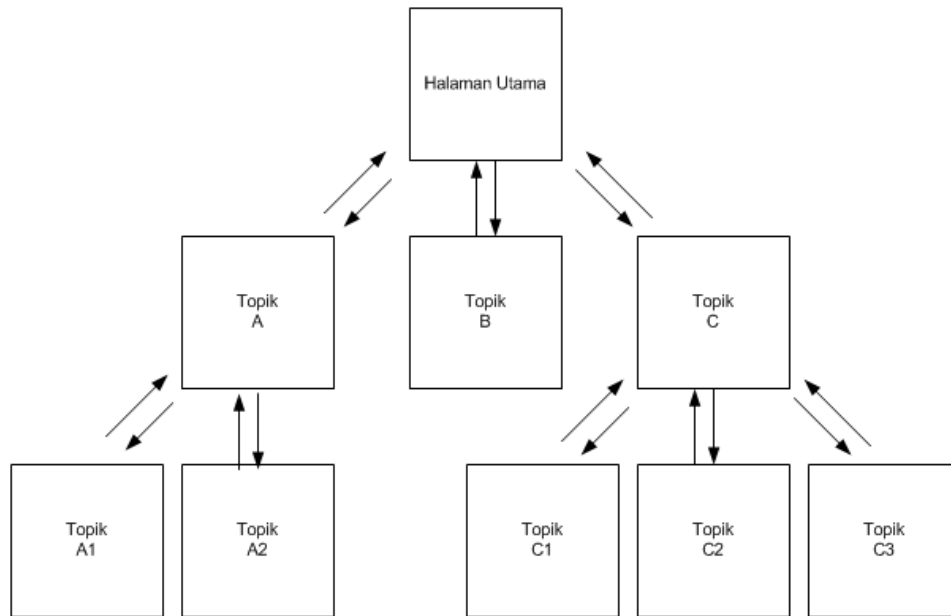 Halaman Utama
Topik
A
Topik
B
Topik
C
Topik
A1
Topik
A2
Topik
C1
Topik
C2
Topik
C3